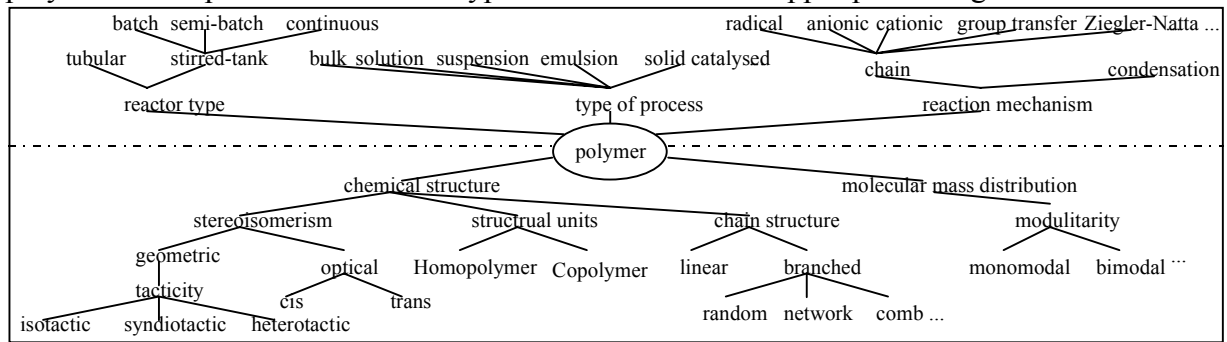 batch semi-batch continuous radical anionic cationic group transfer Ziegler-Natta ...
tubular stirred-tank bulk solution suspension emulsion solid catalysed chain condensation
reactor type type of process reaction mechanism
polymer
chemical structure molecular mass distribution
stereoisomerism structrual units chain structure modulitarity
geometric optical Homopolymer Copolymer linear branched monomodal bimodal ...
tacticity cis trans random network comb ...
isotactic syndiotactic heterotactic